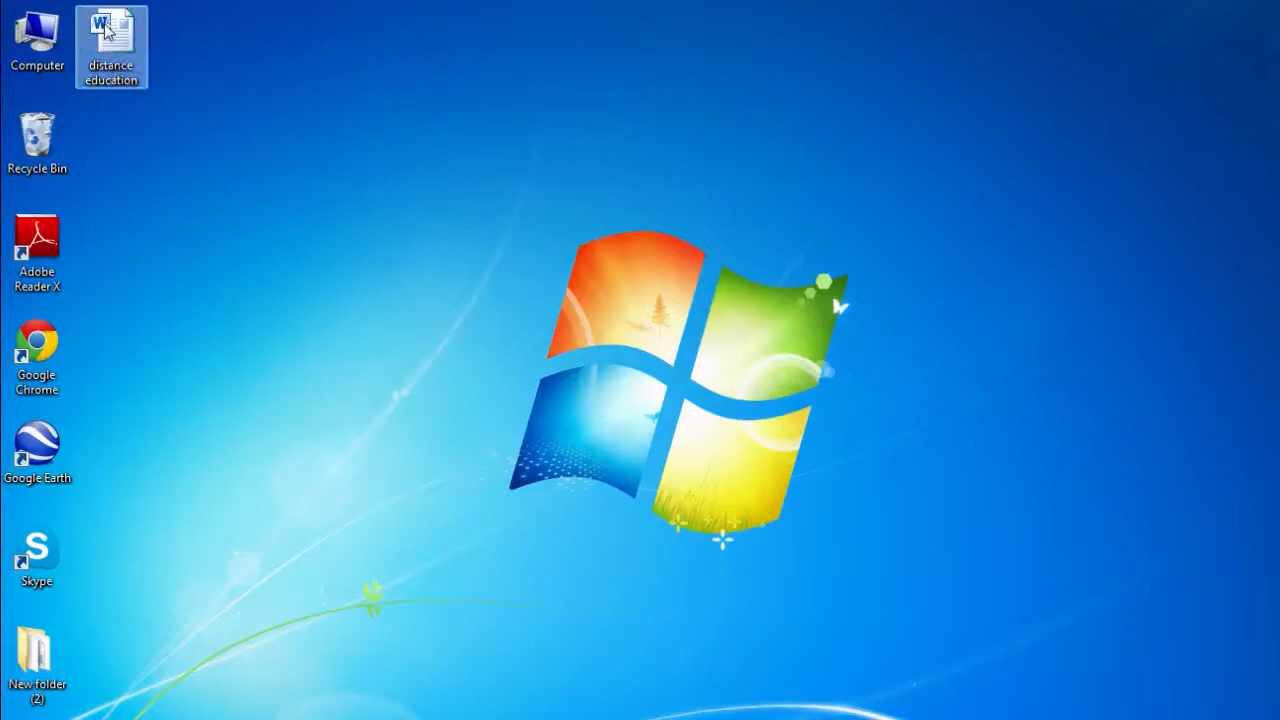 Computer
distance
education
Recycle Bin
Adobe
Reader X
Google
Chrome
Google Earth
S
Skype
New folder
(2)
W